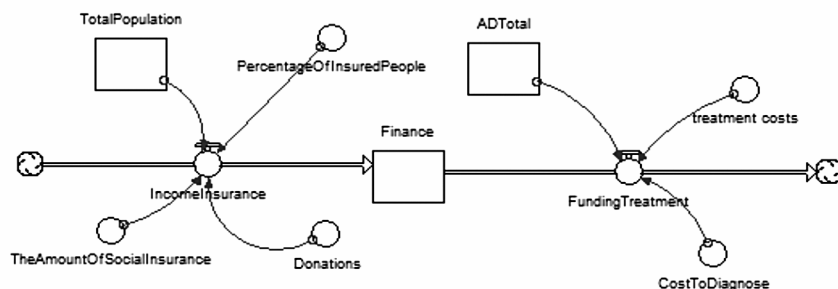 TotalPopulation
ADTotal
PercentageOfInsuredPeople
treatment costs
Finance
IncomeInsurance
FundingTreatment
TheAmountOfSocialInsurance
Donations
CostToDiagnose